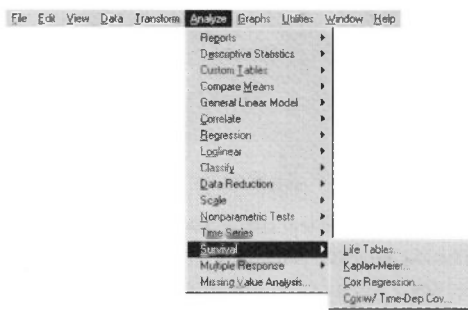 File Edit View Data Transform Analyze Graphs Utilities Window Help
Reports
Descriptive Statistics
Custom Tables
Compare Means
General Linear Model
Correlate
Regression
Loglinear
Classify
Data Reduction
Scale
Nonparametric Tests
Time Series
Survival
Multiple Response
Missing Value Analysis...
Life Tables...
Kaplan-Meier...
Cox Regression...
Cox w/ Time-Dep Cov...